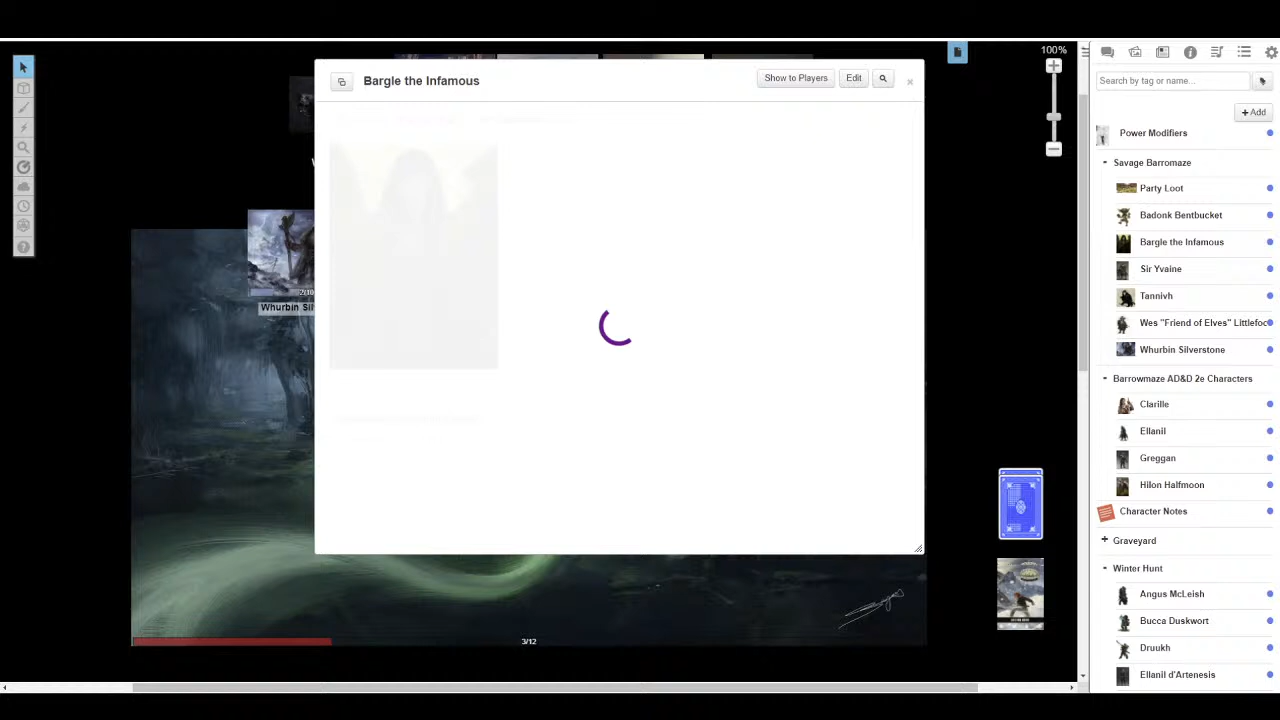 100%
Bargle the Infamous
Show to Players
Edit
×
Search by tag or name...
+ Add
Power Modifiers
Savage Barromaze
Party Loot
Badonk Bentbucket
Bargle the Infamous
Sir Yvaine
Tannivh
Wes "Friend of Elves" Littlefoc
Whurbin Silverstone
Barrowmaze AD&D 2e Characters
Clarille
Ellanil
Greggan
Hilon Halfmoon
Character Notes
Graveyard
Winter Hunt
Angus McLeish
Bucca Duskwort
Druukh
Ellanil d'Artenesis
Whurbin Sil
3/12